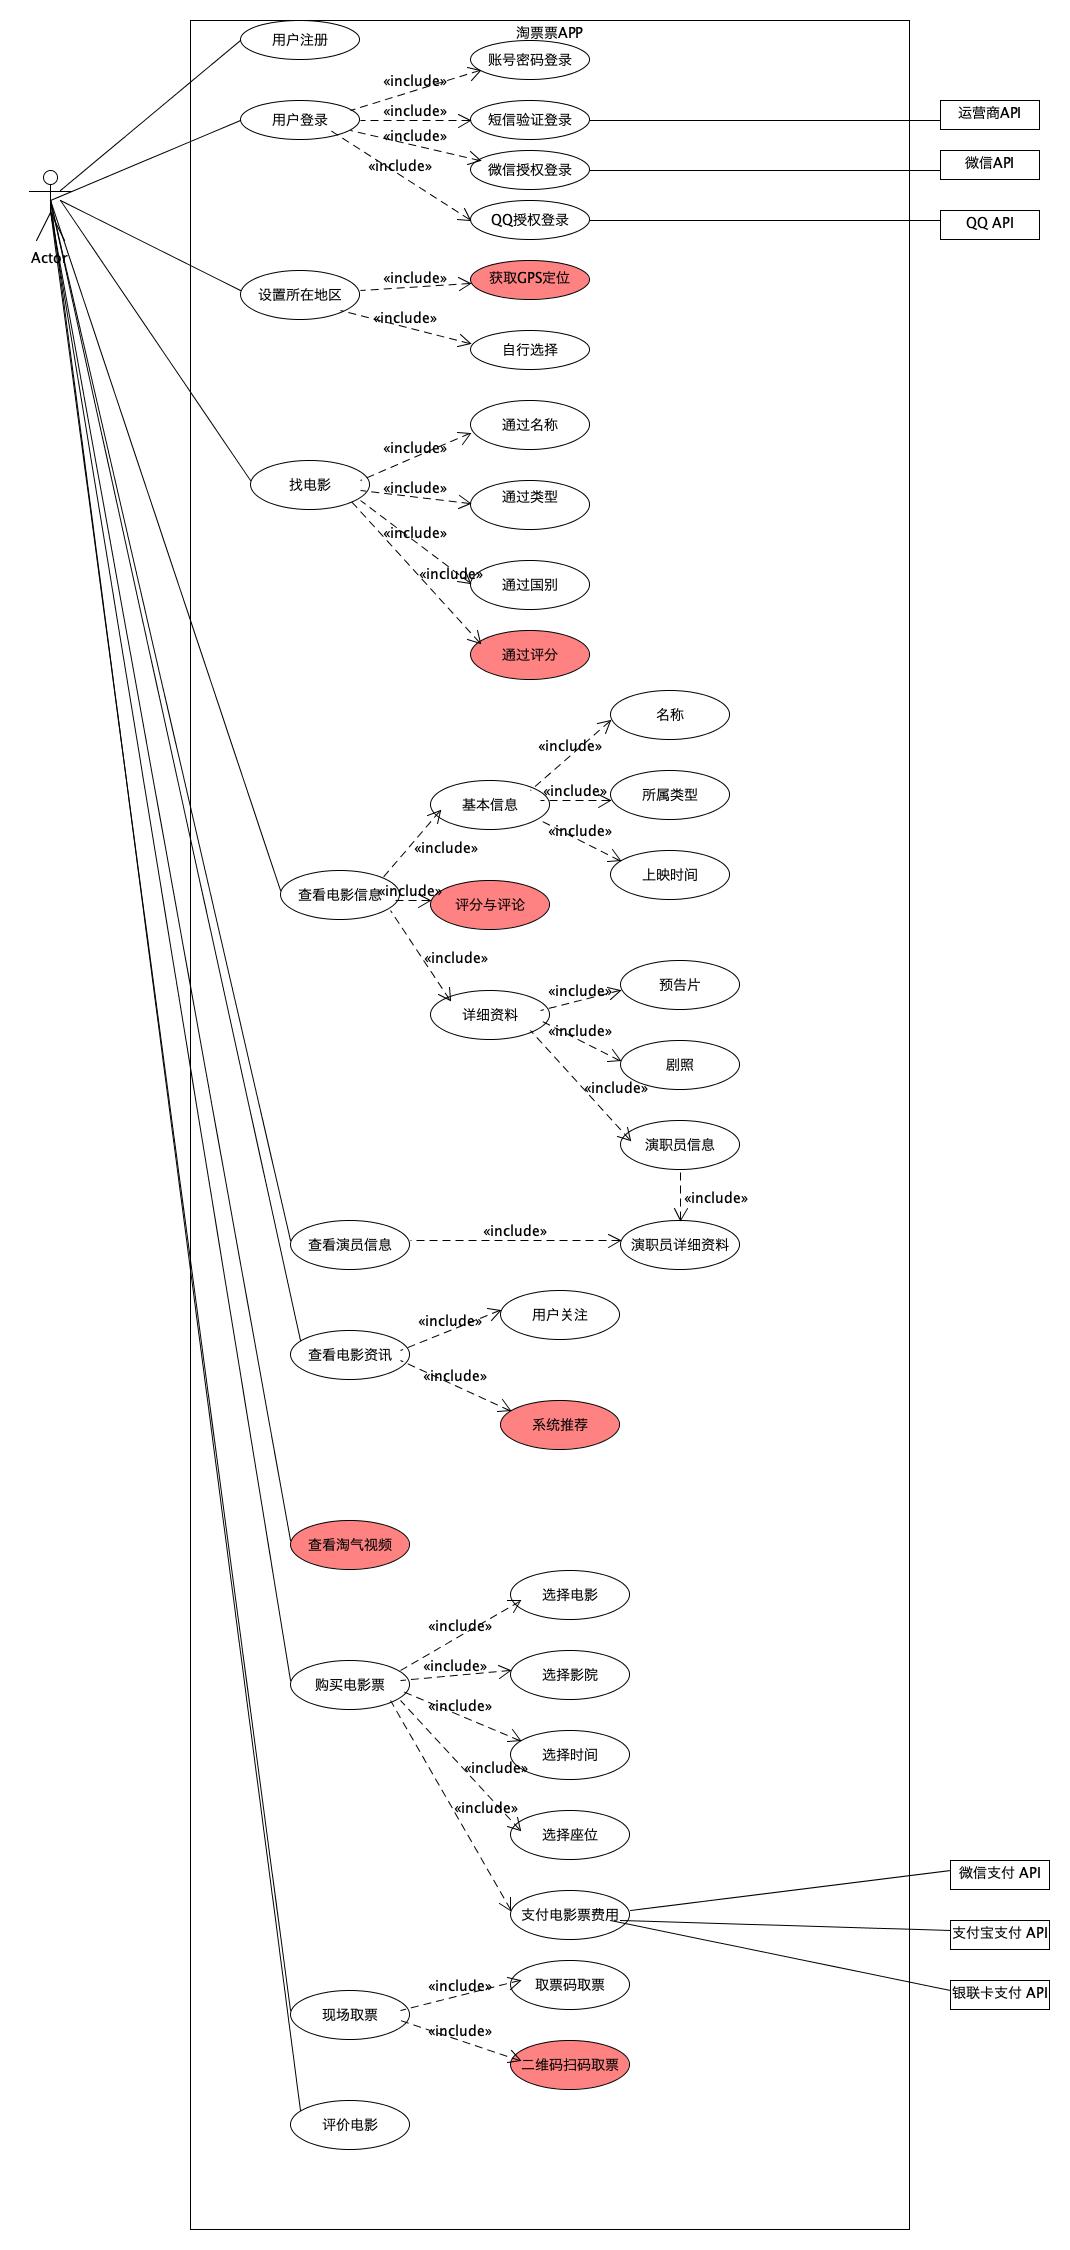 淘票票APP
用户注册
账号密码登录
«include»
用户登录
«include»
短信验证登录
运营商API
«include»
微信授权登录
微信API
«include»
QQ授权登录
QQ API
Actor
设置所在地区
«include»
获取GPS定位
«include»
自行选择
通过名称
«include»
找电影
«include»
通过类型
«include»
«include»
通过国别
通过评分
名称
«include»
基本信息
«include»
所属类型
«include»
«include»
上映时间
查看电影信息
«include»
评分与评论
«include»
详细资料
«include»
预告片
«include»
剧照
«include»
演职员信息
«include»
查看演员信息
«include»
演职员详细资料
用户关注
«include»
查看电影资讯
«include»
系统推荐
查看淘气视频
选择电影
«include»
购买电影票
«include»
选择影院
«include»
选择时间
«include»
«include»
选择座位
支付电影票费用
微信支付 API
支付宝支付 API
银联卡支付 API
现场取票
«include»
取票码取票
«include»
二维码扫码取票
评价电影